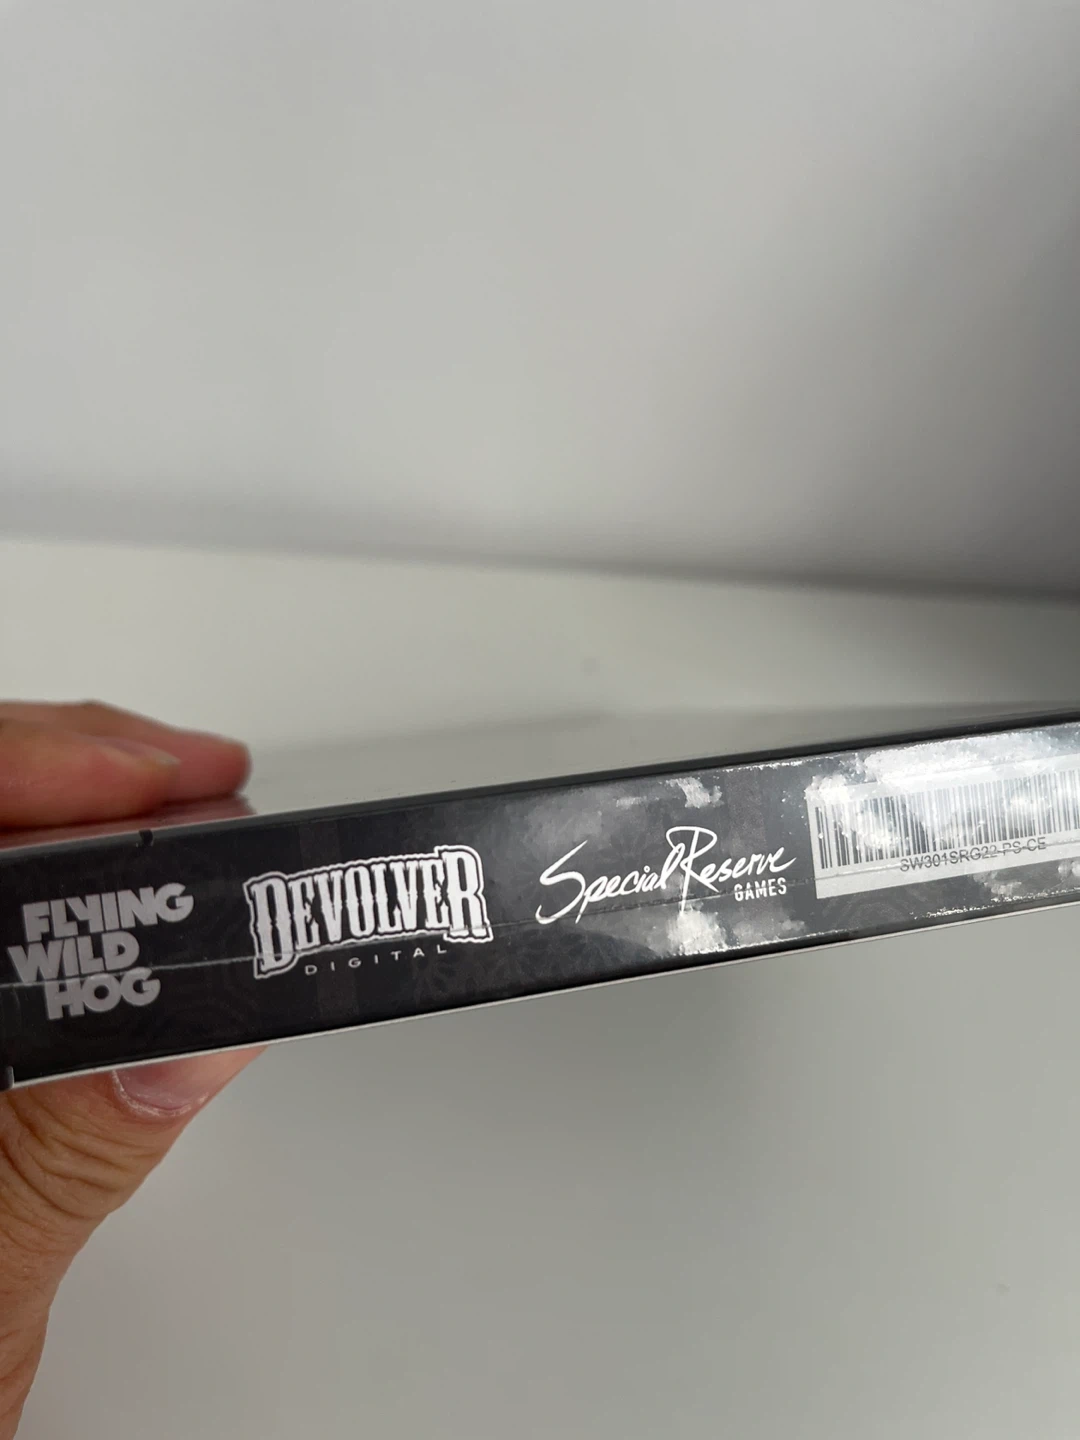 FLYING
WILD
HOG
DEVOLVER
DIGITAL
Special Reserve
GAMES
SW301SRG22-PS-CE